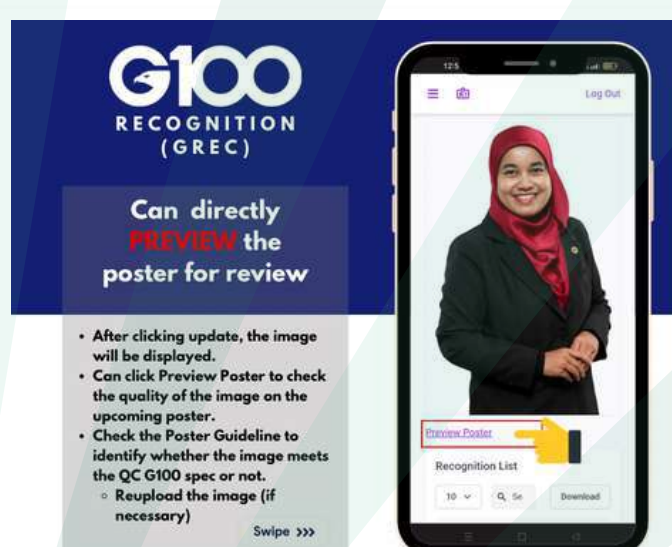 G100
RECOGNITION
(GREC)
Can directly
PREVIEW the
poster for review
• After clicking update, the image
will be displayed.
• Can click Preview Poster to check
the quality of the image on the
upcoming poster.
• Check the Poster Guideline to
identify whether the image meets
the QC G100 spec or not.
◦ Reupload the image (if
necessary)
Swipe >>>
12:5
Log Out
Preview Poster
Recognition List
10
Se
Download